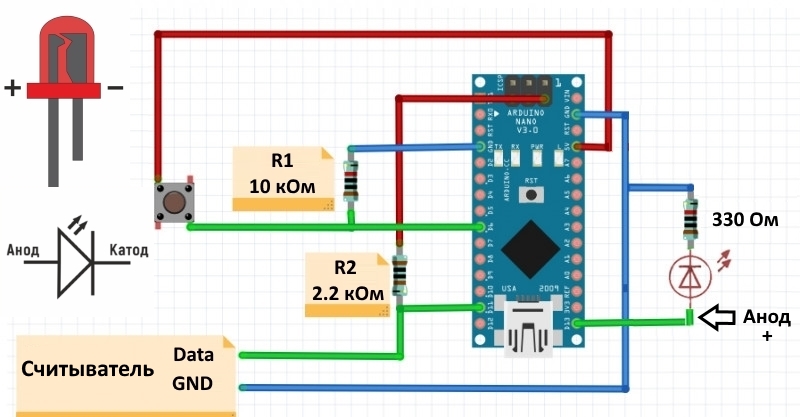 +
−
Анод
Катод
R1
10 кОм
R2
2.2 кОм
Считыватель
Data
GND
ICSP
1
ARDUINO
NANO
V3.0
TX
RX
PWR
L
ARDUINO.CC
RST
USA
2009
RST
GND
D2
D3
D4
D5
D6
D7
D8
D9
D10
D11
D12
VIN
GND
RST
5V
A7
A6
A5
A4
A3
A2
A1
A0
REF
3V3
D13
330 Ом
Анод
+